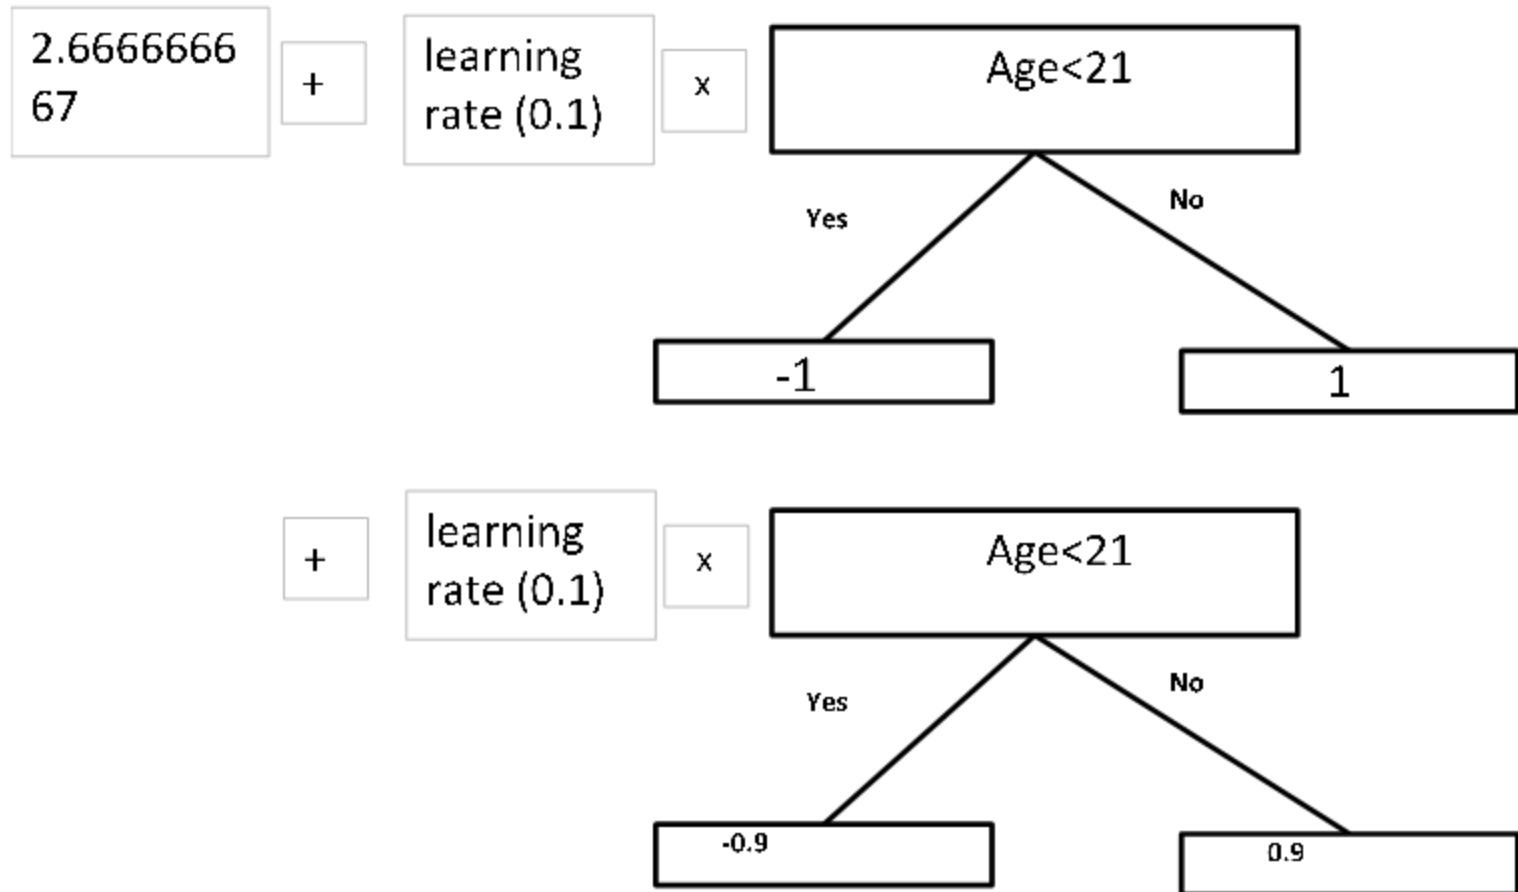 2.6666666
67
+
learning
rate (0.1)
x
Age<21
Yes
No
-1
1
+
learning
rate (0.1)
x
Age<21
Yes
No
-0.9
0.9